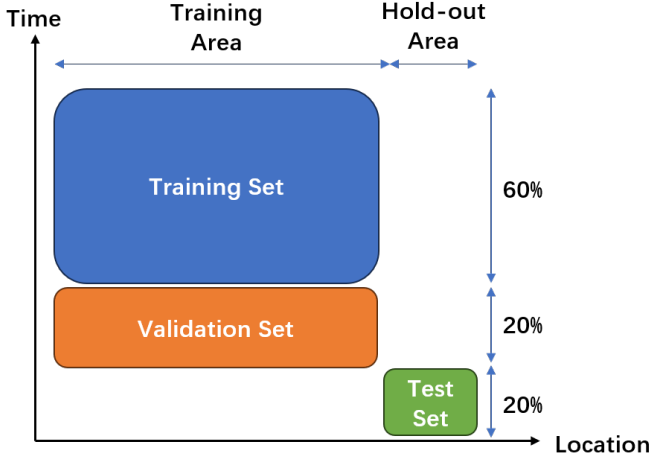 Time
Training
Area
Hold-out
Area
Training Set
60%
Validation Set
20%
Test
Set
20%
Location